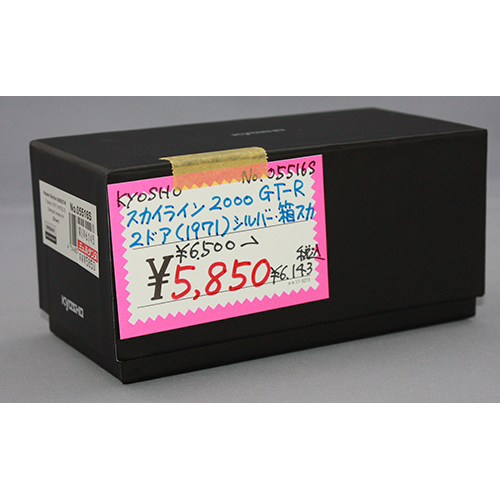 KYOSHO
KYOSHO No.05516S
スカイライン 2000 GT-R
2ドア(1971)シルバー・箱スカ
¥6,500→
¥5,850 税込
¥6,143
No.05516S
KYOSHO